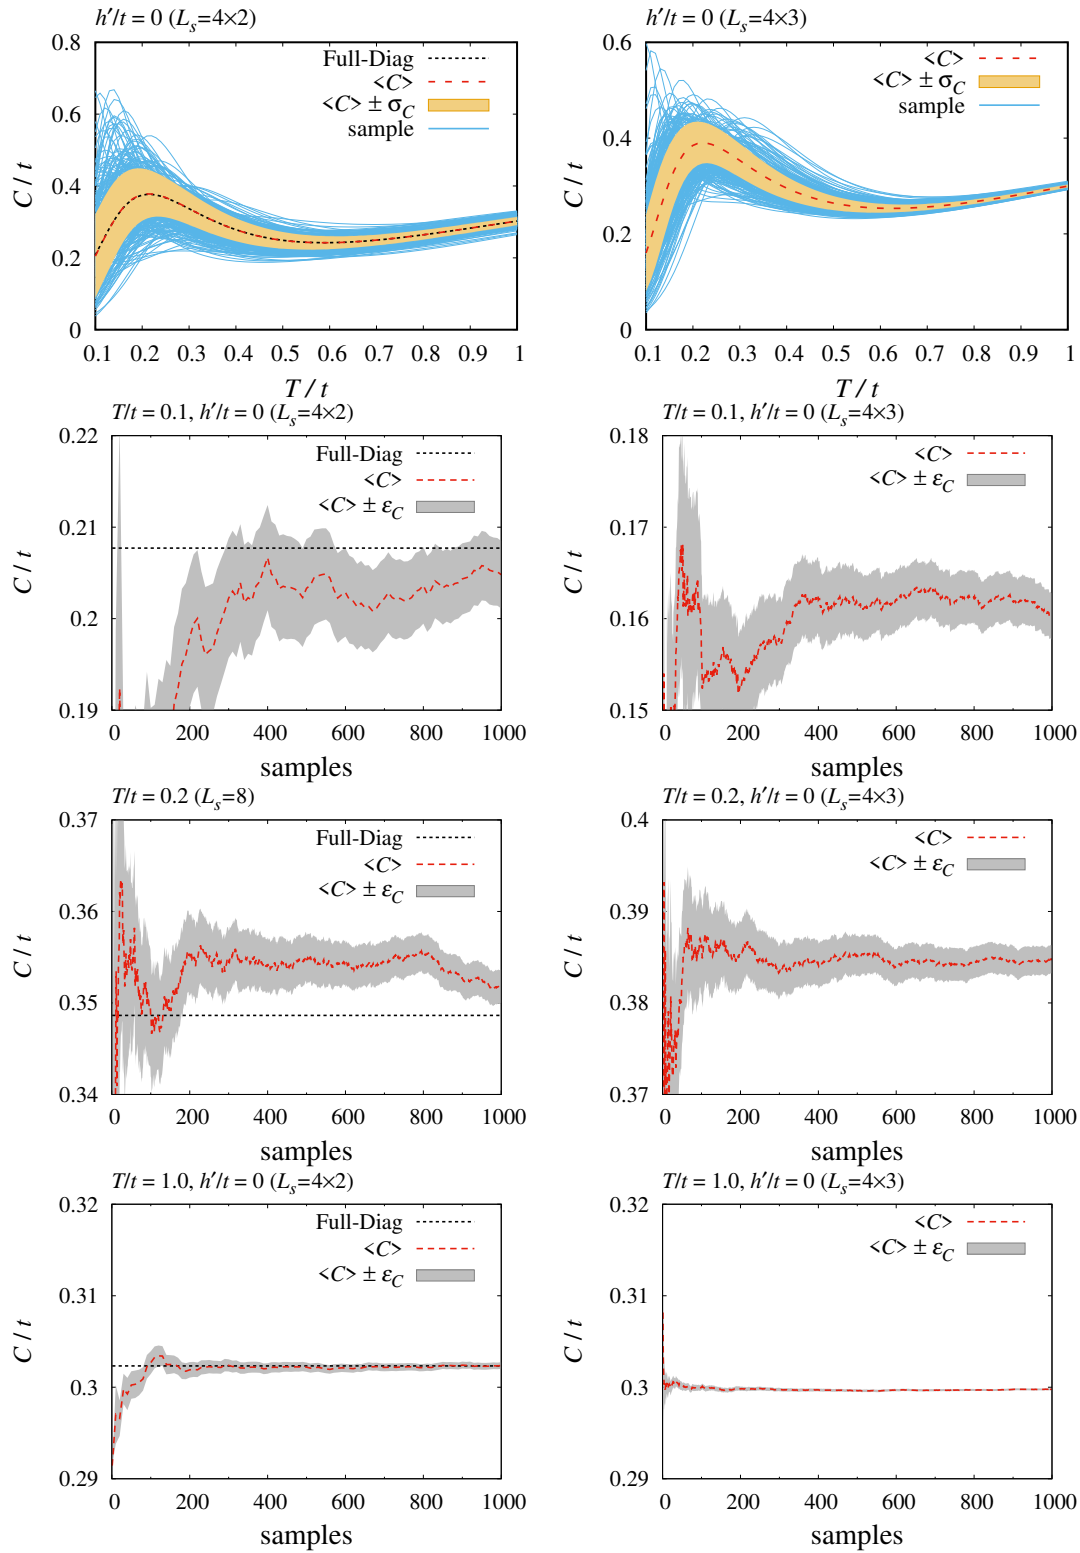 h′/t = 0 (Ls=4×2)
0.8
0.6
0.4
0.2
0
C / t
Full-Diag
<C>
<C> ± σC
sample
0.1 0.2 0.3 0.4 0.5 0.6 0.7 0.8 0.9 1
T / t
h′/t = 0 (Ls=4×3)
0.6
0.4
0.2
0
C / t
<C>
<C> ± σC
sample
0.1 0.2 0.3 0.4 0.5 0.6 0.7 0.8 0.9 1
T / t
T/t = 0.1, h′/t = 0 (Ls=4×2)
0.22
0.21
0.2
0.19
C / t
Full-Diag
<C>
<C> ± εC
0 200 400 600 800 1000
samples
T/t = 0.1, h′/t = 0 (Ls=4×3)
0.18
0.17
0.16
0.15
C / t
<C>
<C> ± εC
0 200 400 600 800 1000
samples
T/t = 0.2 (Ls=8)
0.37
0.36
0.35
0.34
C / t
Full-Diag
<C>
<C> ± εC
0 200 400 600 800 1000
samples
T/t = 0.2, h′/t = 0 (Ls=4×3)
0.4
0.39
0.38
0.37
C / t
<C>
<C> ± εC
0 200 400 600 800 1000
samples
T/t = 1.0, h′/t = 0 (Ls=4×2)
0.32
0.31
0.3
0.29
C / t
Full-Diag
<C>
<C> ± εC
0 200 400 600 800 1000
samples
T/t = 1.0, h′/t = 0 (Ls=4×3)
0.32
0.31
0.3
0.29
C / t
<C>
<C> ± εC
0 200 400 600 800 1000
samples